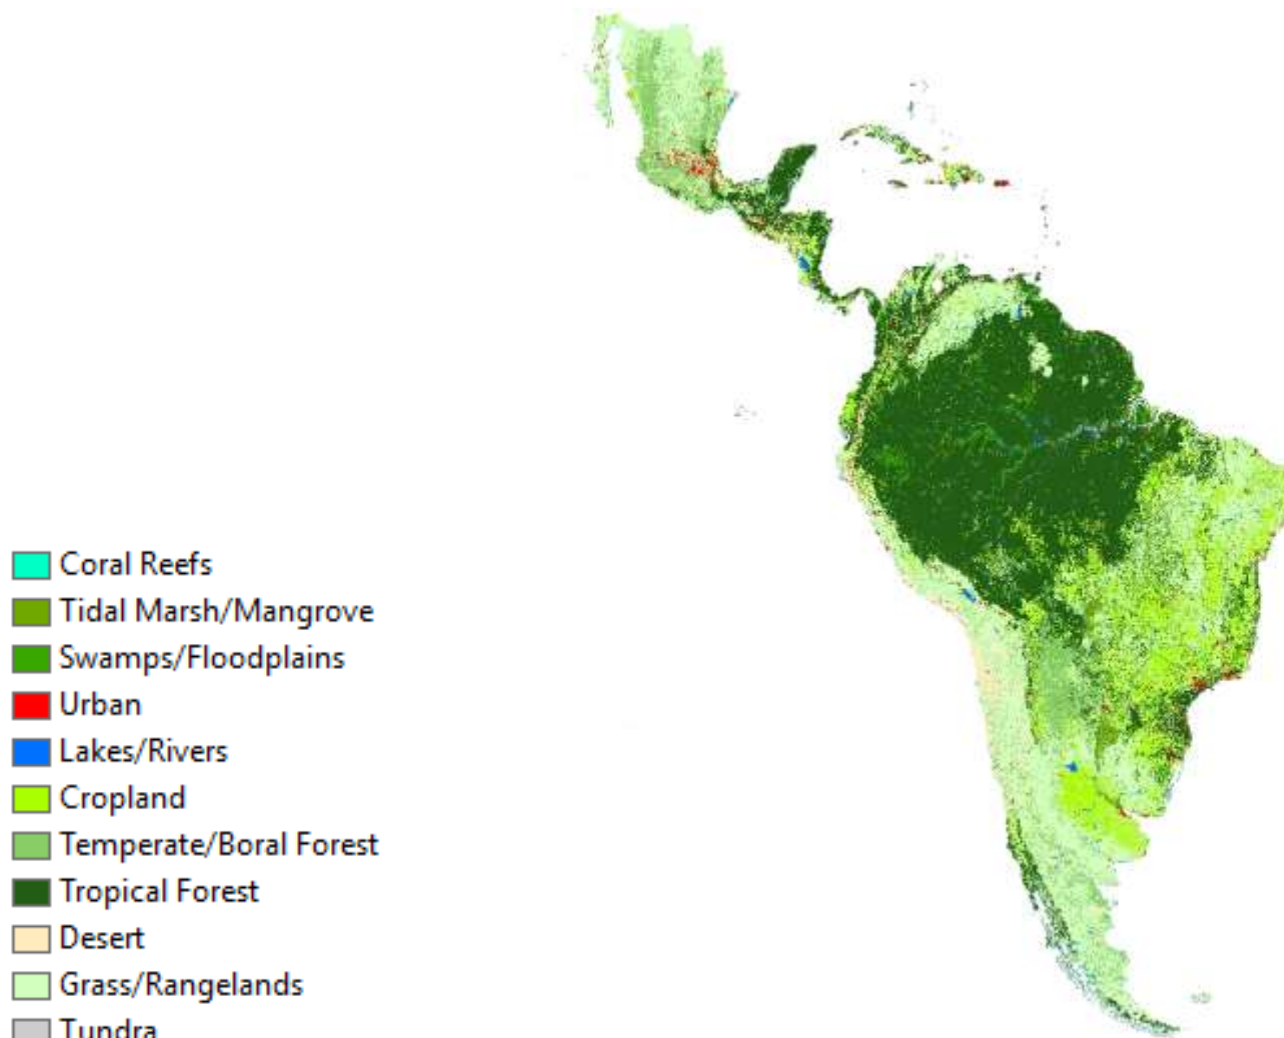 Coral Reefs
Tidal Marsh/Mangrove
Swamps/Floodplains
Urban
Lakes/Rivers
Cropland
Temperate/Boral Forest
Tropical Forest
Desert
Grass/Rangelands
Tundra